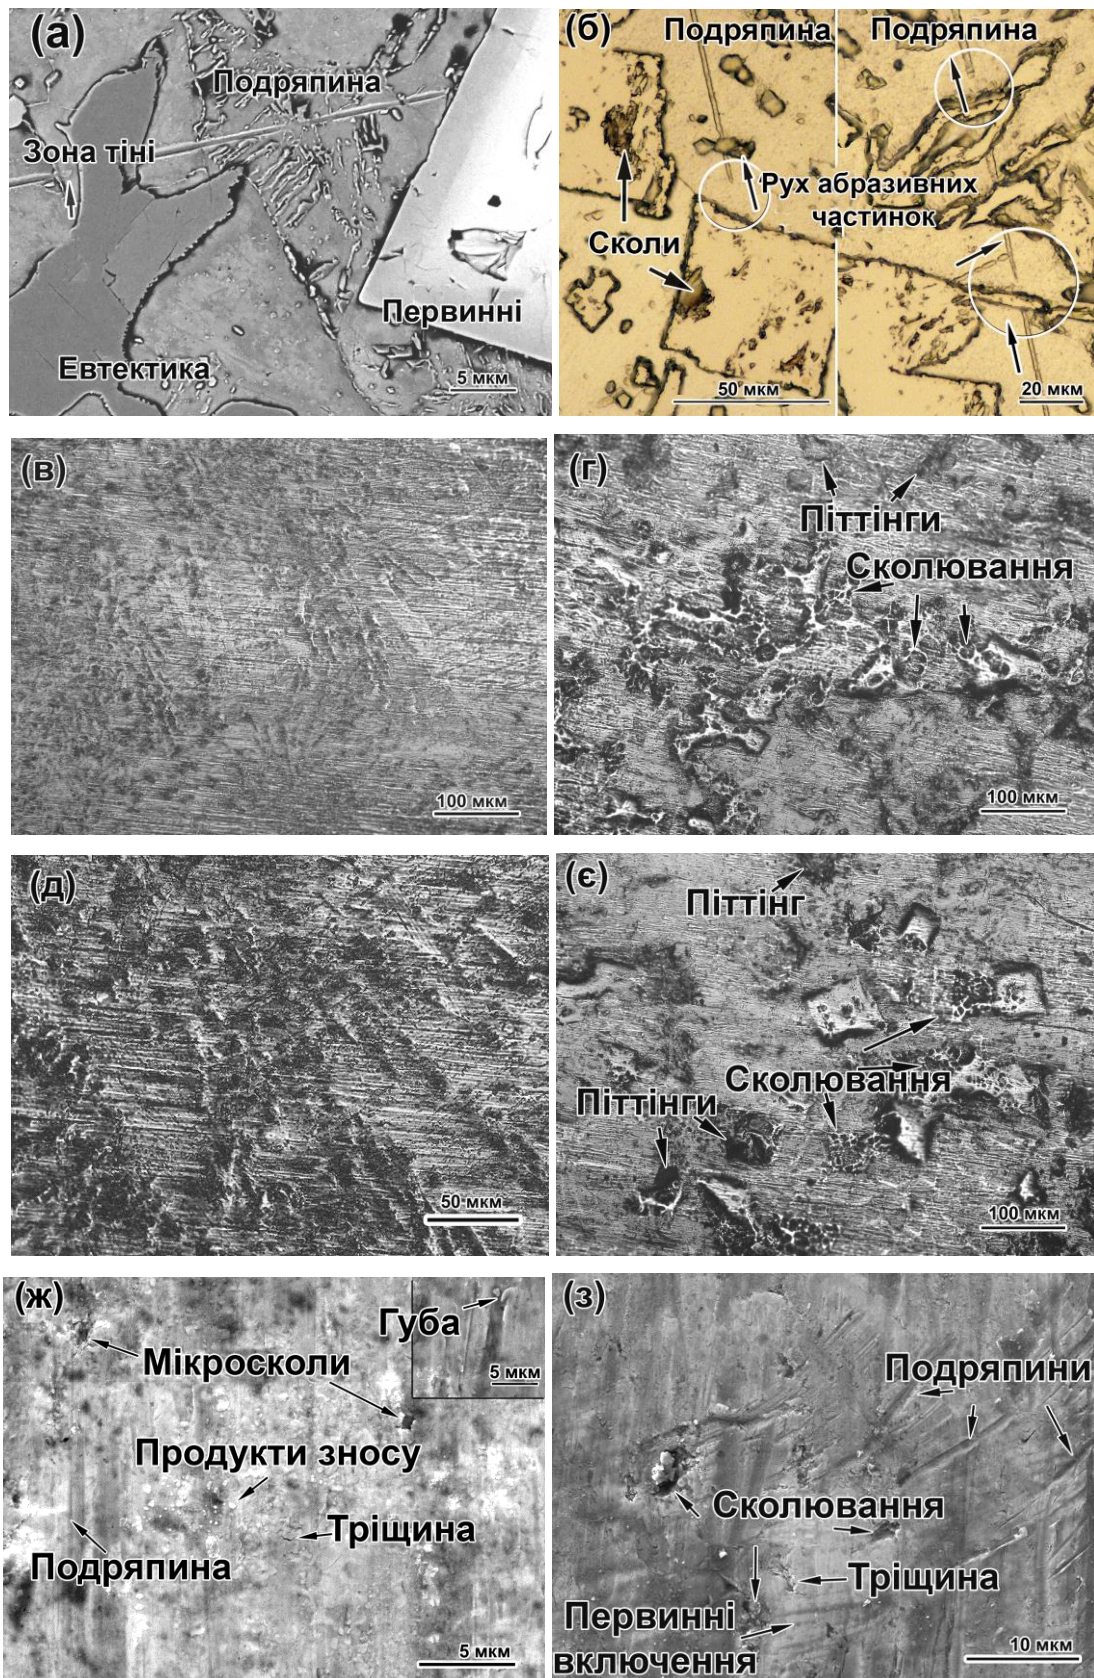 (а)
Подряпина
Зона тіні
Первинні
Евтектика
5 мкм
(б)
Подряпина
Подряпина
Рух абразивних
частинок
Сколи
50 мкм
20 мкм
(в)
100 мкм
(г)
Піттінги
Сколювання
100 мкм
(д)
50 мкм
(є)
Піттінг
Сколювання
Піттінги
100 мкм
(ж)
Губа
5 мкм
Мікросколи
Продукти зносу
Тріщина
Подряпина
5 мкм
(з)
Подряпини
Сколювання
Тріщина
Первинні
включення
10 мкм